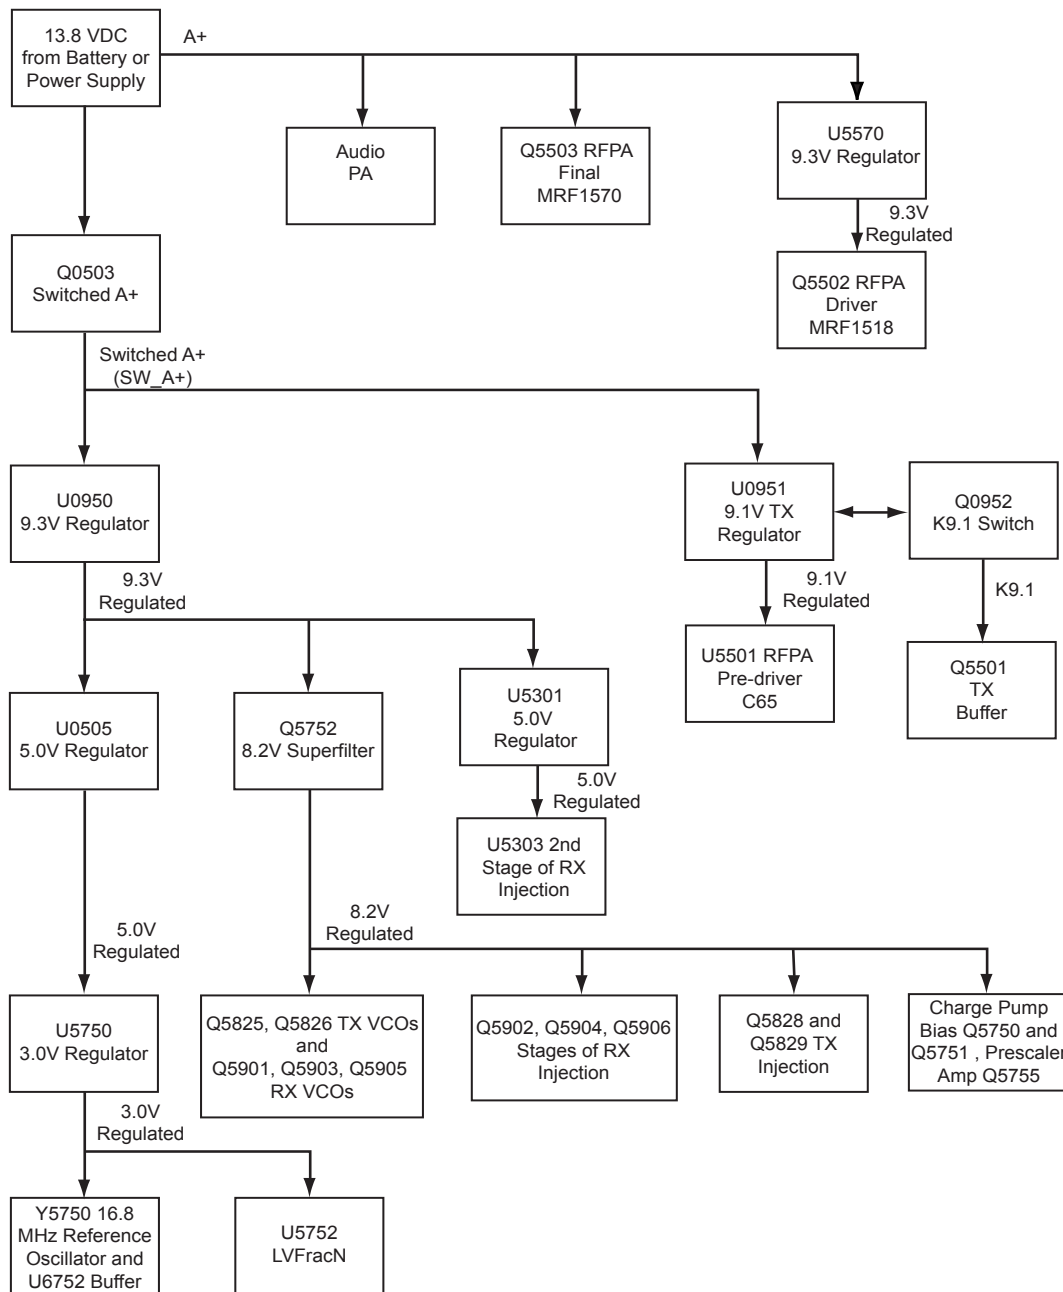 13.8 VDC
from Battery or
Power Supply
A+
Audio
PA
Q5503 RFPA
Final
MRF1570
U5570
9.3V Regulator
9.3V
Regulated
Q5502 RFPA
Driver
MRF1518
Q0503
Switched A+
Switched A+
(SW_A+)
U0950
9.3V Regulator
U0951
9.1V TX
Regulator
Q0952
K9.1 Switch
9.3V
Regulated
9.1V
Regulated
K9.1
U5501 RFPA
Pre-driver
C65
Q5501
TX
Buffer
U0505
5.0V Regulator
Q5752
8.2V Superfilter
U5301
5.0V
Regulator
5.0V
Regulated
U5303 2nd
Stage of RX
Injection
5.0V
Regulated
8.2V
Regulated
U5750
3.0V Regulator
Q5825, Q5826 TX VCOs
and
Q5901, Q5903, Q5905
RX VCOs
Q5902, Q5904, Q5906
Stages of RX
Injection
Q5828 and
Q5829 TX
Injection
Charge Pump
Bias Q5750 and
Q5751 , Prescaler
Amp Q5755
3.0V
Regulated
Y5750 16.8
MHz Reference
Oscillator and
U6752 Buffer
U5752
LVFracN